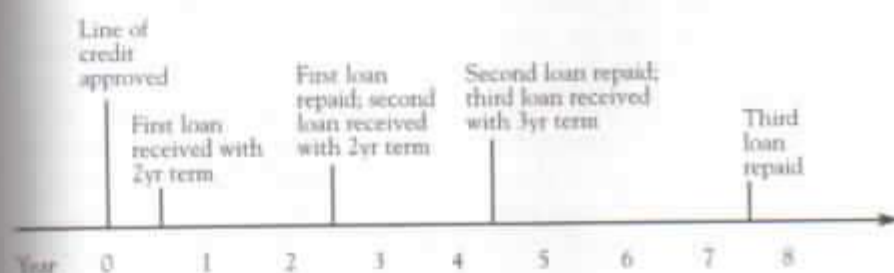 Line of
credit
approved
First loan
received with
2yr term
First loan
repaid; second
loan received
with 2yr term
Second loan repaid;
third loan received
with 3yr term
Third
loan
repaid
Year 0 1 2 3 4 5 6 7 8